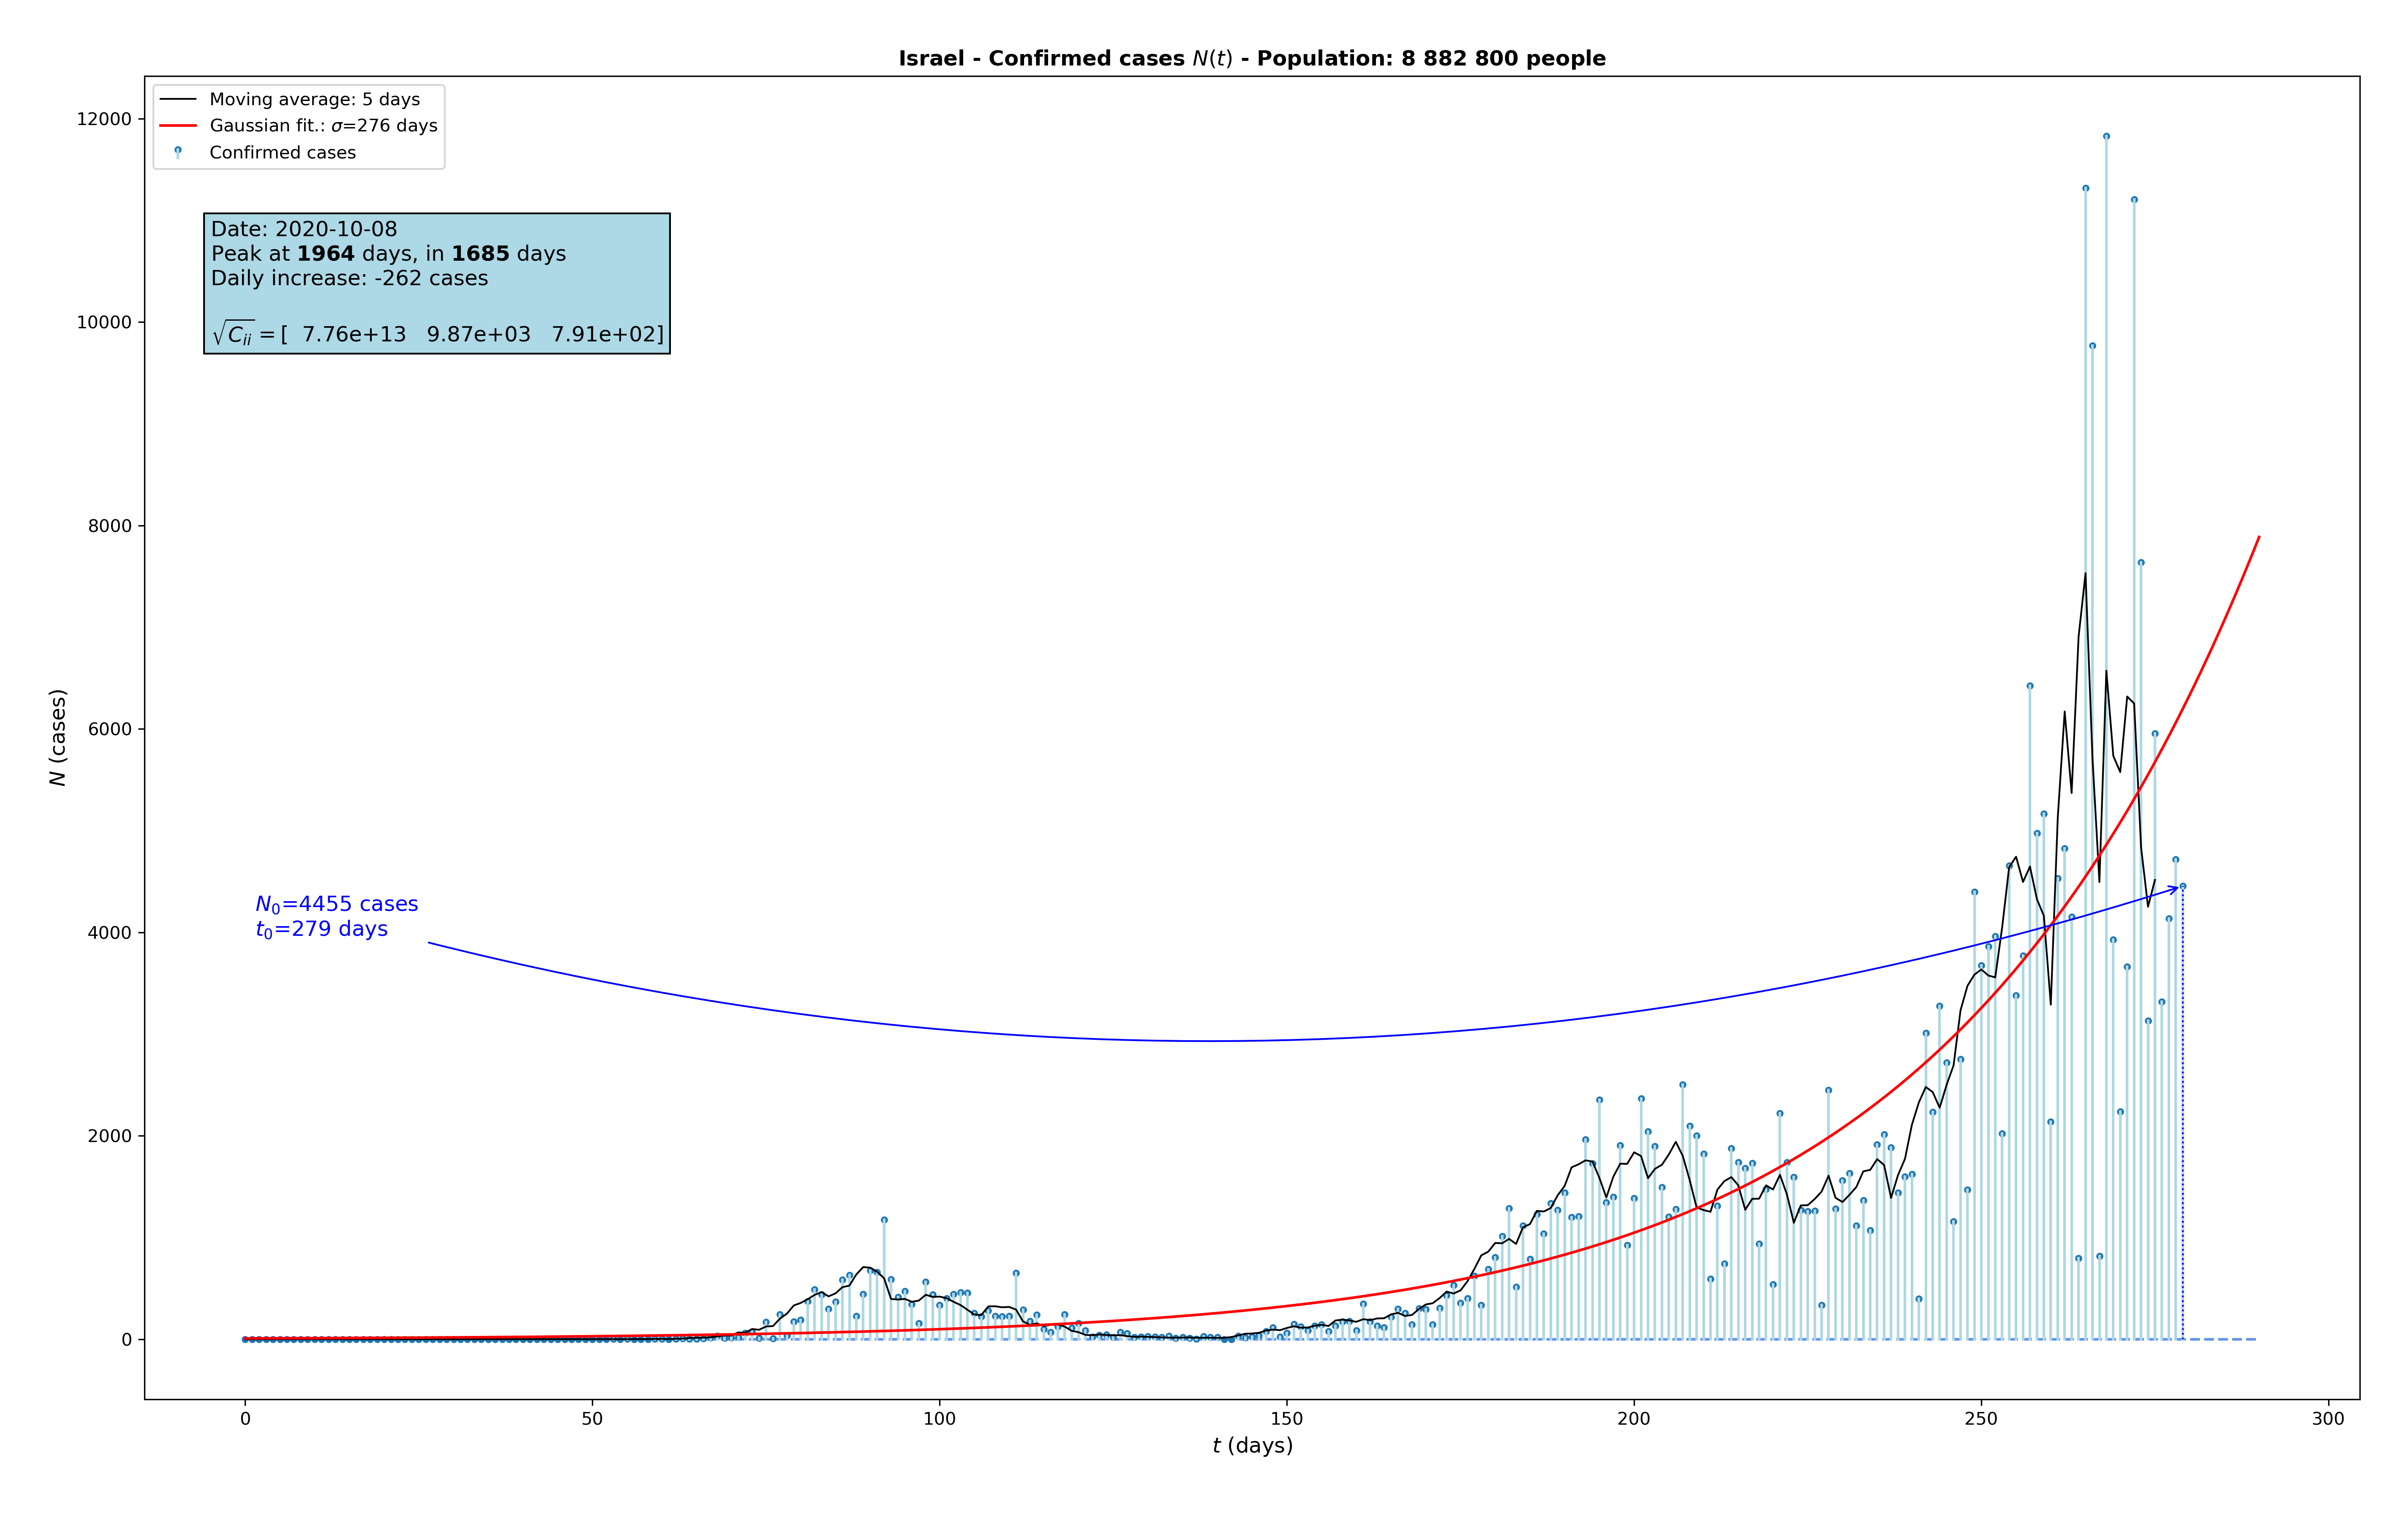 Israel - Confirmed cases N(t) - Population: 8 882 800 people
Moving average: 5 days
Gaussian fit.: σ=276 days
Confirmed cases
Date: 2020-10-08
Peak at 1964 days, in 1685 days
Daily increase: -262 cases
√C_ii = [ 7.76e+13 9.87e+03 7.91e+02]
N₀=4455 cases
t₀=279 days
N (cases)
12000
10000
8000
6000
4000
2000
0
0 50 100 150 200 250 300
t (days)